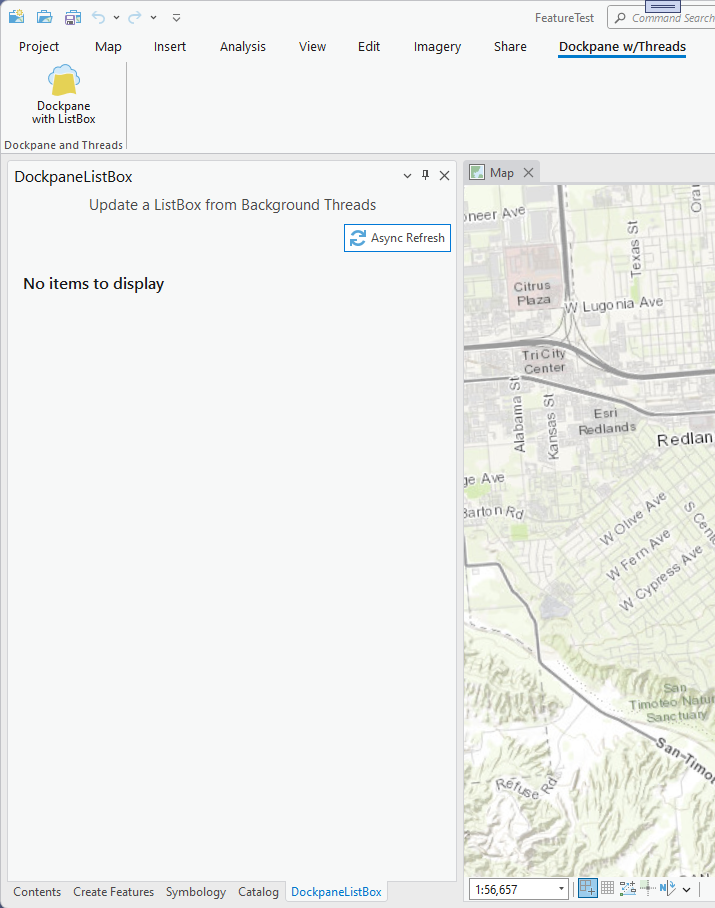 FeatureTest
Command Search
Project
Map
Insert
Analysis
View
Edit
Imagery
Share
Dockpane w/Threads
Dockpane
with ListBox
Dockpane and Threads
DockpaneListBox
Update a ListBox from Background Threads
Async Refresh
No items to display
Map
oneer Ave
Texas St
Ora
Citrus
Plaza
W Lugonia Ave
Tri City
Center
Alabama St
Kansas St
Esri
Redlands
Redlan
ge Ave
Barton Rd
W Olive Ave
S Cent
W Fern Ave
W Cypress Ave
San
Timoteo Natur
Sanctuary
San-Timo
Refuse Rd
Contents
Create Features
Symbology
Catalog
DockpaneListBox
1:56,657
N